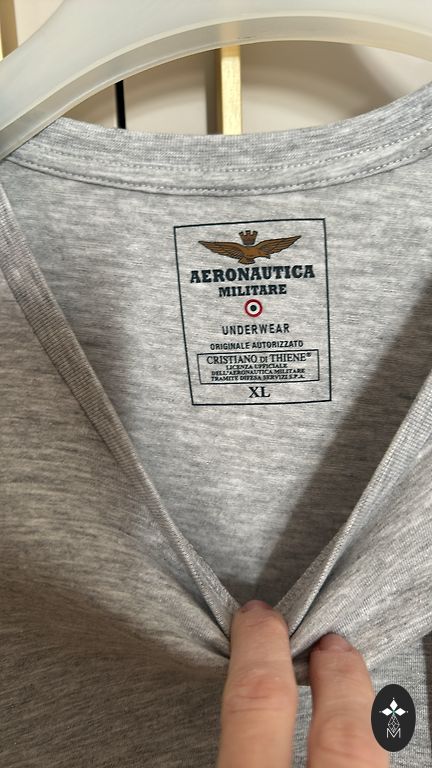 AERONAUTICA
MILITARE
UNDERWEAR
ORIGINALE AUTORIZZATO
CRISTIANO DI THIENE®
LICENZA UFFICIALE
DELL'AERONAUTICA MILITARE
TRAMITE DIFESA SERVIZI S.P.A.
XL
M